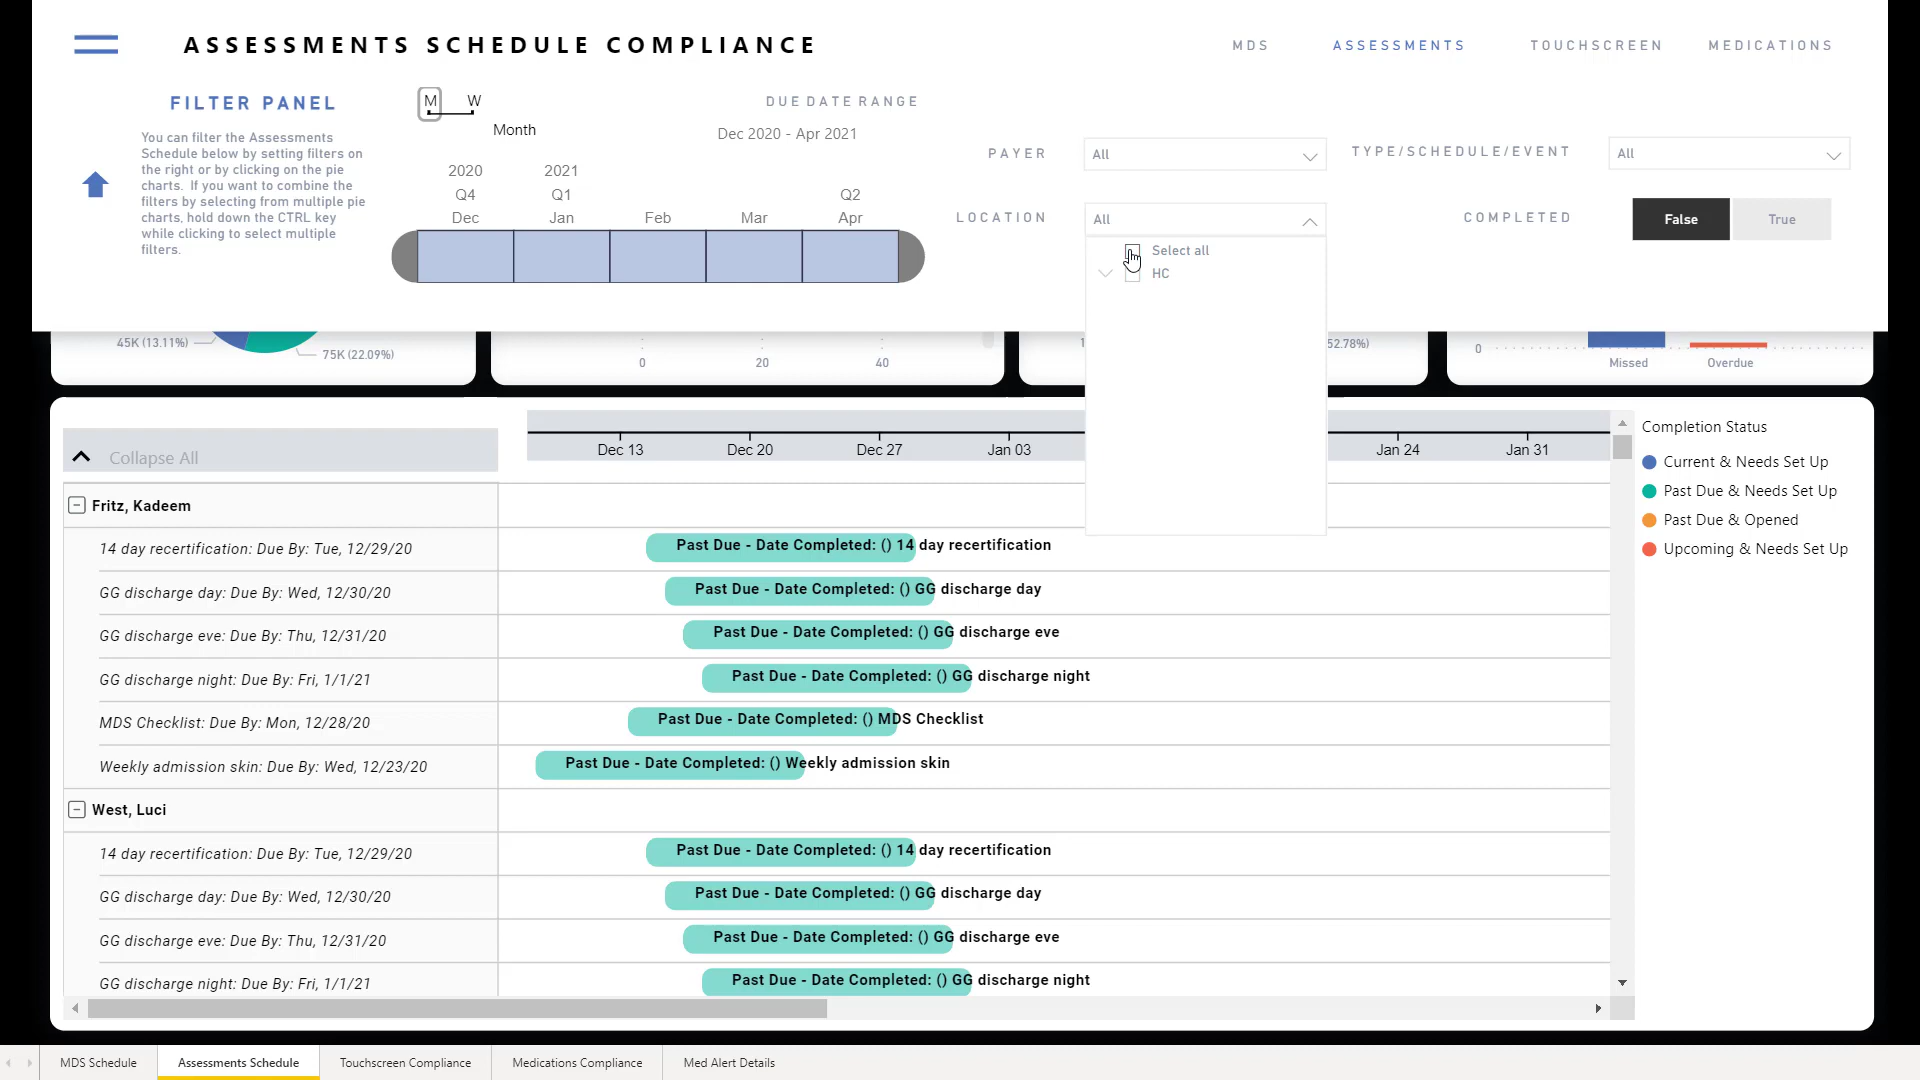 ASSESSMENTS SCHEDULE COMPLIANCE
MDS
ASSESSMENTS
TOUCHSCREEN
MEDICATIONS
FILTER PANEL
You can filter the Assessments
Schedule below by setting filters on
the right or by clicking on the pie
charts. If you want to combine the
filters by selecting from multiple pie
charts, hold down the CTRL key
while clicking to select multiple
filters.
M W
Month
DUE DATE RANGE
Dec 2020 - Apr 2021
2020 2021
Q4 Q1 Q2
Dec Jan Feb Mar Apr
PAYER
All
TYPE/SCHEDULE/EVENT
All
LOCATION
All
Select all
HC
COMPLETED
False
True
45K (13.11%)
75K (22.09%)
0 20 40
52.78%)
0
Missed
Overdue
Collapse All
Dec 13 Dec 20 Dec 27 Jan 03 Jan 24 Jan 31
Completion Status
Current & Needs Set Up
Past Due & Needs Set Up
Past Due & Opened
Upcoming & Needs Set Up
Fritz, Kadeem
14 day recertification: Due By: Tue, 12/29/20
Past Due - Date Completed: () 14 day recertification
GG discharge day: Due By: Wed, 12/30/20
Past Due - Date Completed: () GG discharge day
GG discharge eve: Due By: Thu, 12/31/20
Past Due - Date Completed: () GG discharge eve
GG discharge night: Due By: Fri, 1/1/21
Past Due - Date Completed: () GG discharge night
MDS Checklist: Due By: Mon, 12/28/20
Past Due - Date Completed: () MDS Checklist
Weekly admission skin: Due By: Wed, 12/23/20
Past Due - Date Completed: () Weekly admission skin
West, Luci
14 day recertification: Due By: Tue, 12/29/20
Past Due - Date Completed: () 14 day recertification
GG discharge day: Due By: Wed, 12/30/20
Past Due - Date Completed: () GG discharge day
GG discharge eve: Due By: Thu, 12/31/20
Past Due - Date Completed: () GG discharge eve
GG discharge night: Due By: Fri, 1/1/21
Past Due - Date Completed: () GG discharge night
MDS Schedule
Assessments Schedule
Touchscreen Compliance
Medications Compliance
Med Alert Details